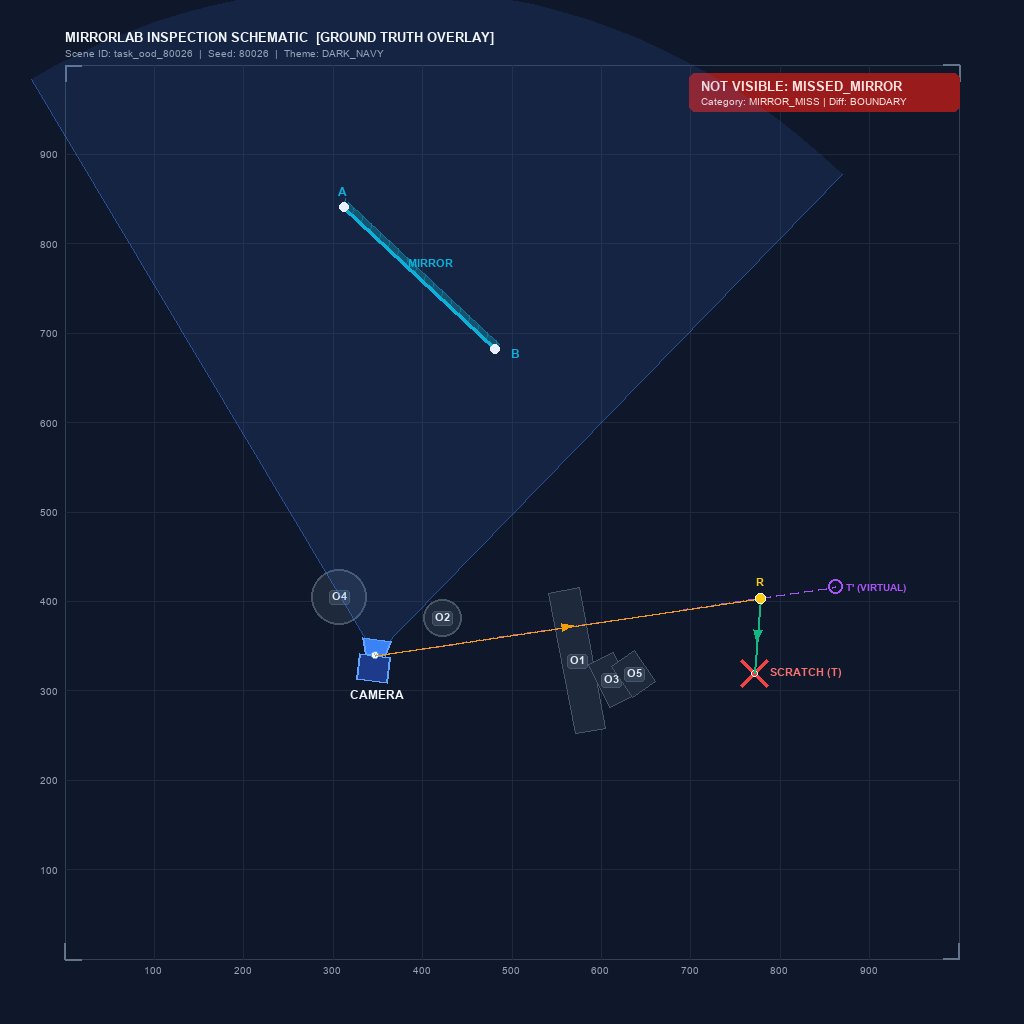 MIRRORLAB INSPECTION SCHEMATIC [GROUND TRUTH OVERLAY]
Scene ID: task_ood_80026 | Seed: 80026 | Theme: DARK_NAVY
NOT VISIBLE: MISSED_MIRROR
Category: MIRROR_MISS | Diff: BOUNDARY
900
A
800
MIRROR
700
B
600
500
400
O4
O2
R
T' (VIRTUAL)
O1
O3
O5
SCRATCH (T)
300
CAMERA
200
100
100 200 300 400 500 600 700 800 900